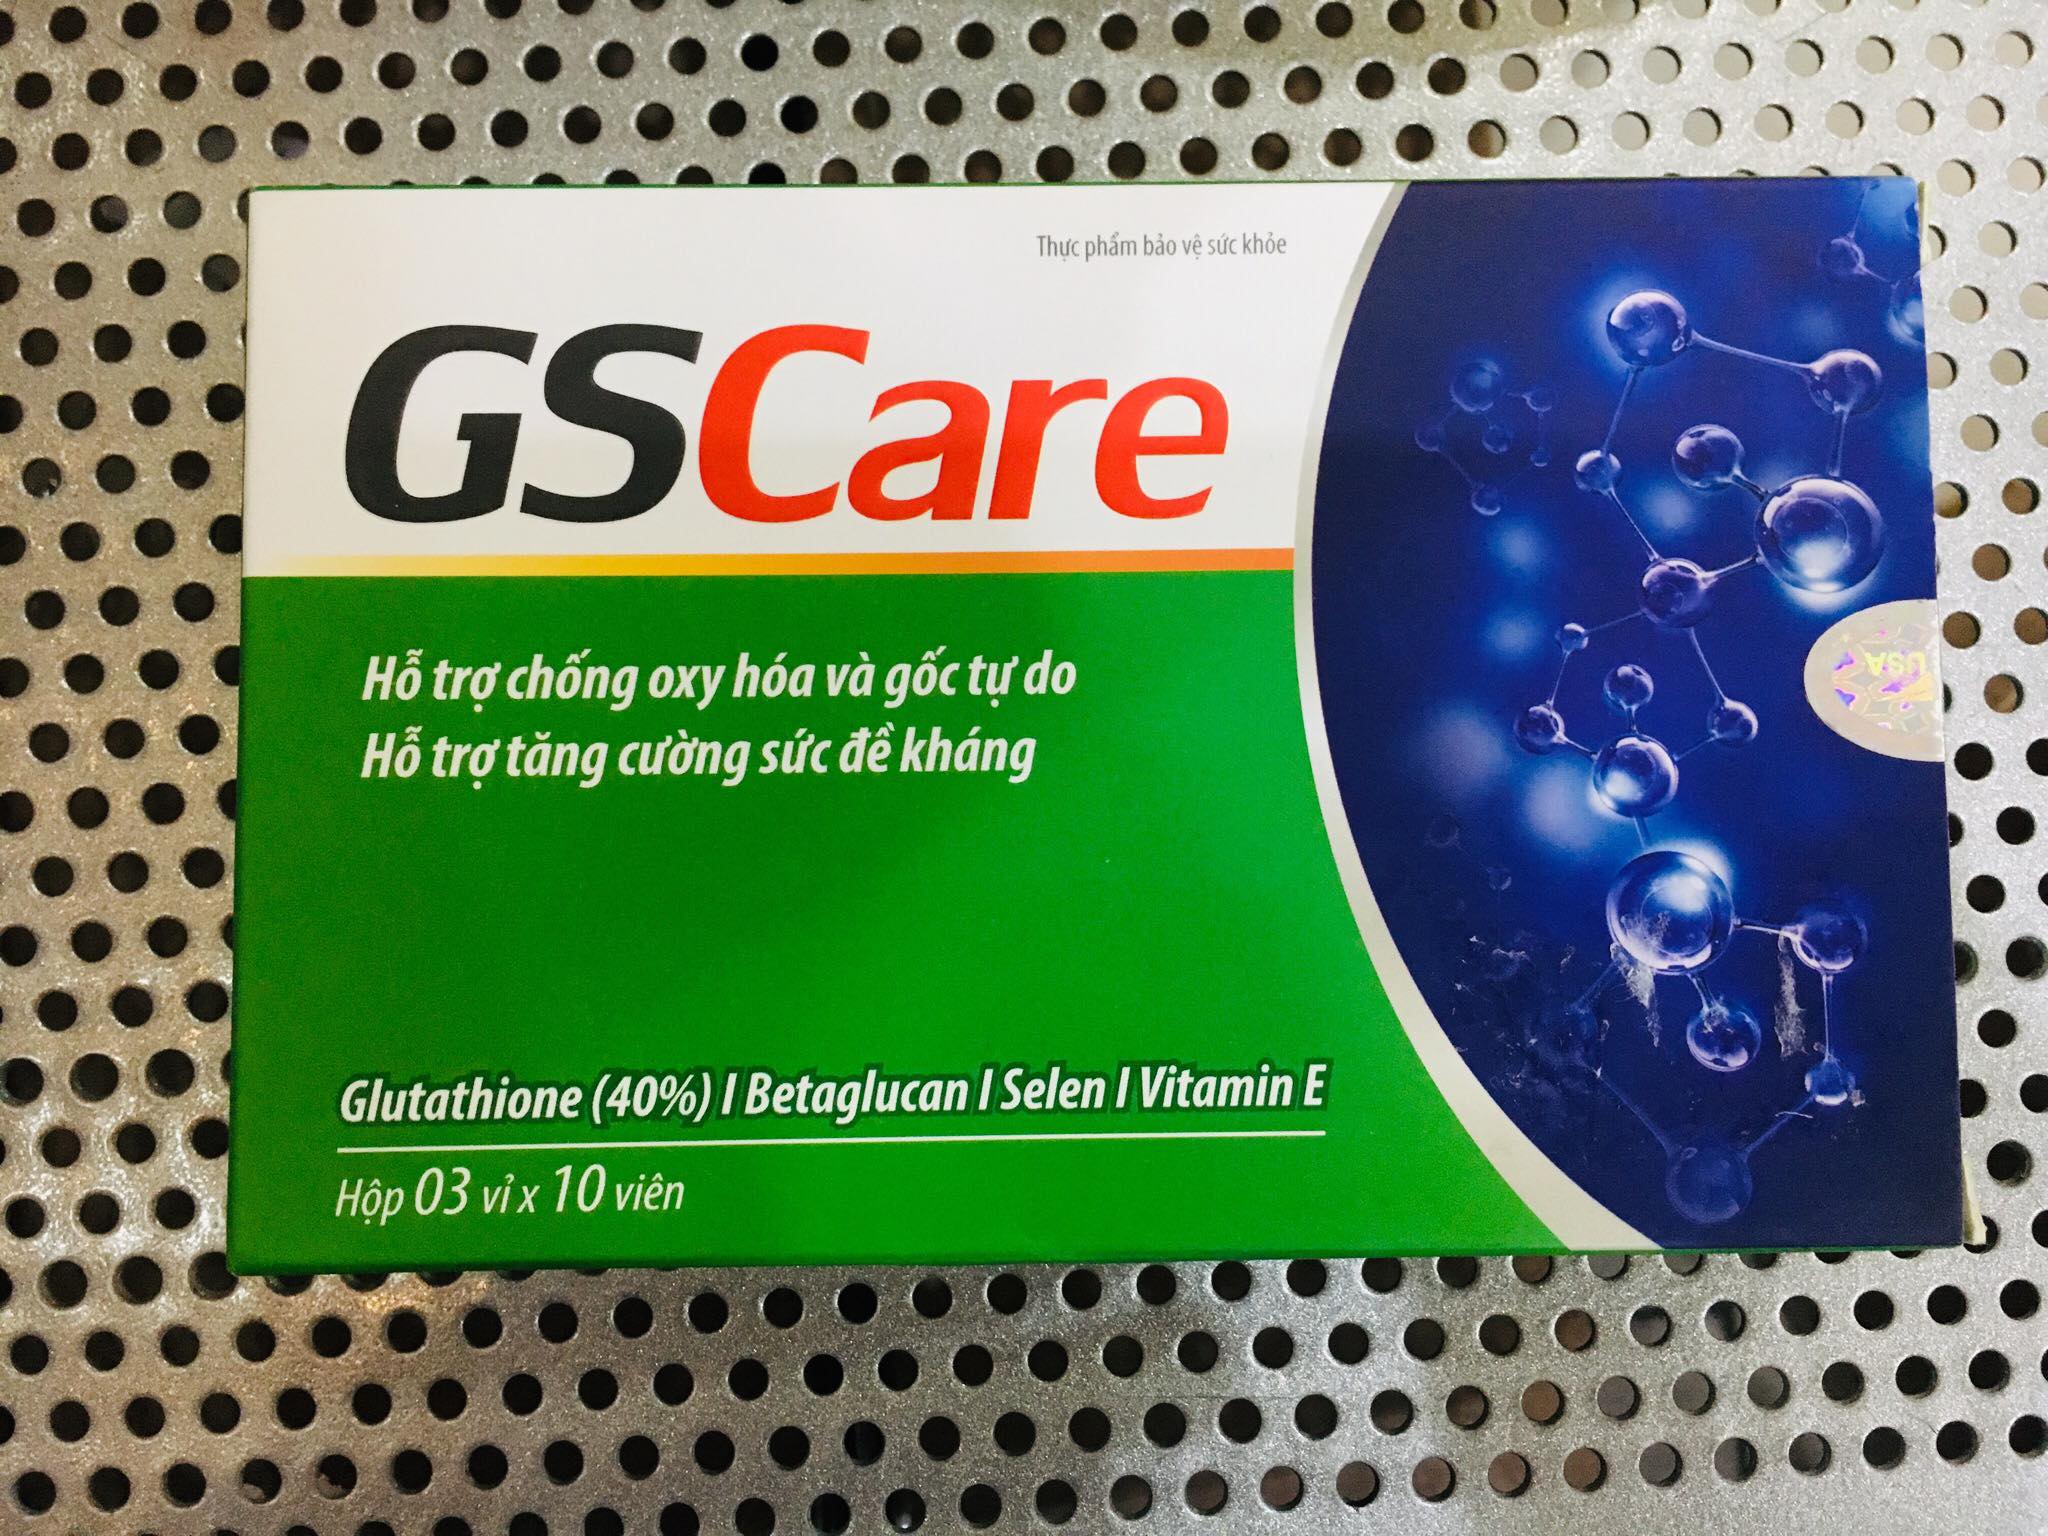 Thực phẩm bảo vệ sức khỏe
GSCare
Hỗ trợ chống oxy hóa và gốc tự do
Hỗ trợ tăng cường sức đề kháng
USA
Glutathione (40%) I Betaglucan I Selen I Vitamin E
Hộp 03 vỉ x 10 viên